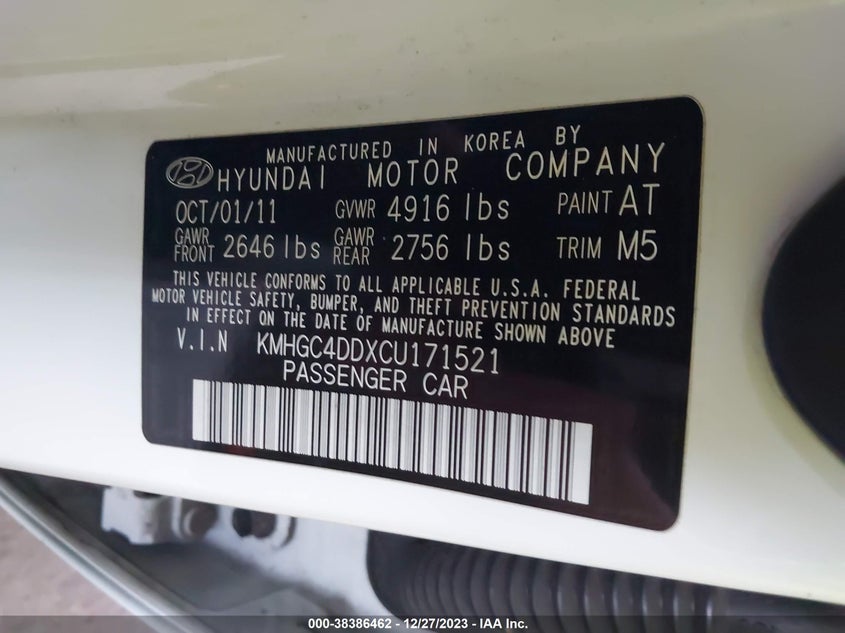 MANUFACTURED IN KOREA BY
HYUNDAI MOTOR COMPANY
OCT/01/11 GVWR 4916 lbs PAINT AT
GAWR FRONT 2646 lbs GAWR REAR 2756 lbs TRIM M5
THIS VEHICLE CONFORMS TO ALL APPLICABLE U.S.A. FEDERAL
MOTOR VEHICLE SAFETY, BUMPER, AND THEFT PREVENTION STANDARDS
IN EFFECT ON THE DATE OF MANUFACTURE SHOWN ABOVE
V.I.N KMHGC4DDXCU171521
PASSENGER CAR
000-38386462 - 12/27/2023 - IAA Inc.